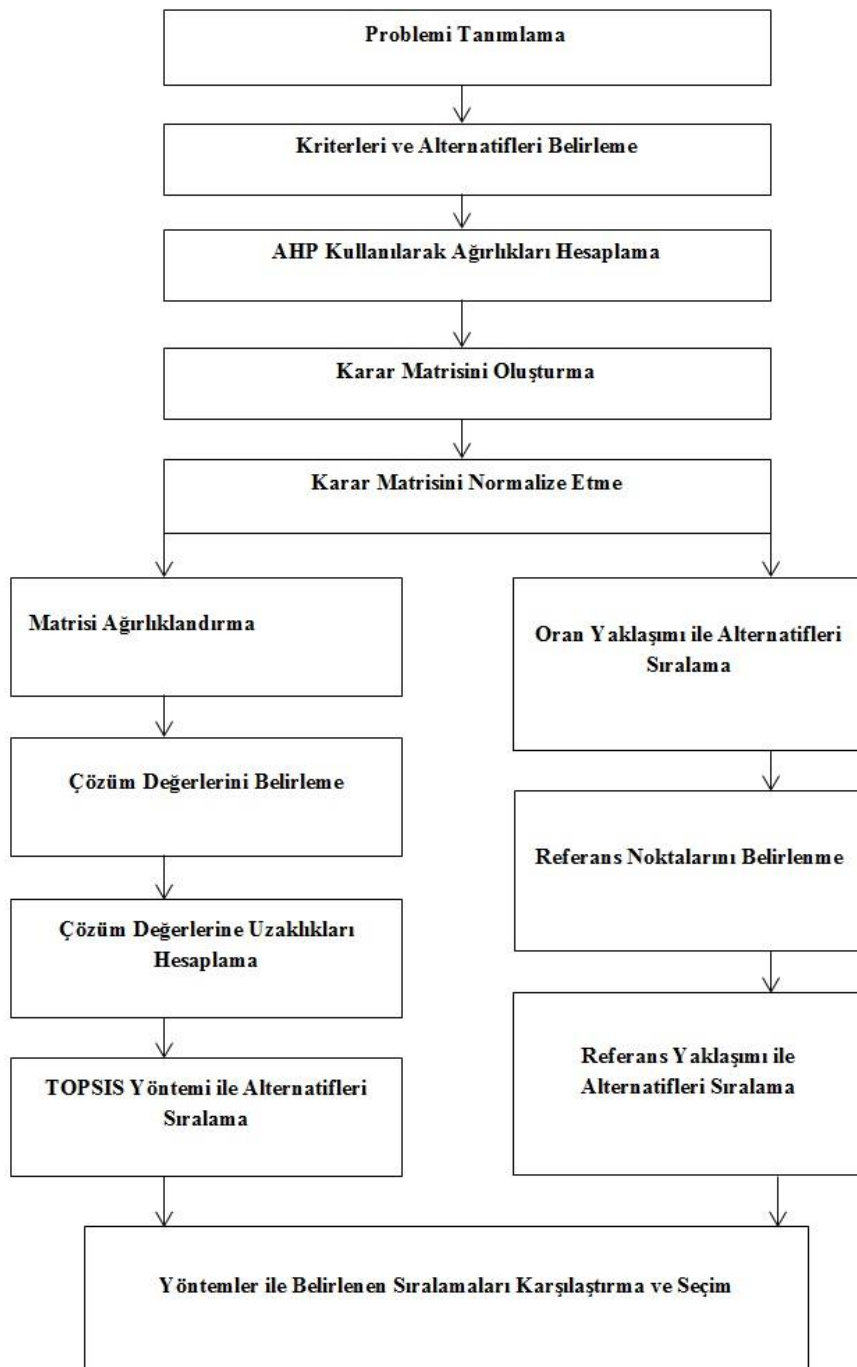 Problemi Tanımlama
Kriterleri ve Alternatifleri Belirleme
AHP Kullanılarak Ağırlıkları Hesaplama
Karar Matrisini Oluşturma
Karar Matrisini Normalize Etme
Matrisi Ağırlıklandırma
Çözüm Değerlerini Belirleme
Çözüm Değerlerine Uzaklıkları
Hesaplama
TOPSIS Yöntemi ile Alternatifleri
Sıralama
Oran Yaklaşımı ile Alternatifleri
Sıralama
Referans Noktalarını Belirlenme
Referans Yaklaşımı ile
Alternatifleri Sıralama
Yöntemler ile Belirlenen Sıralamaları Karşılaştırma ve Seçim